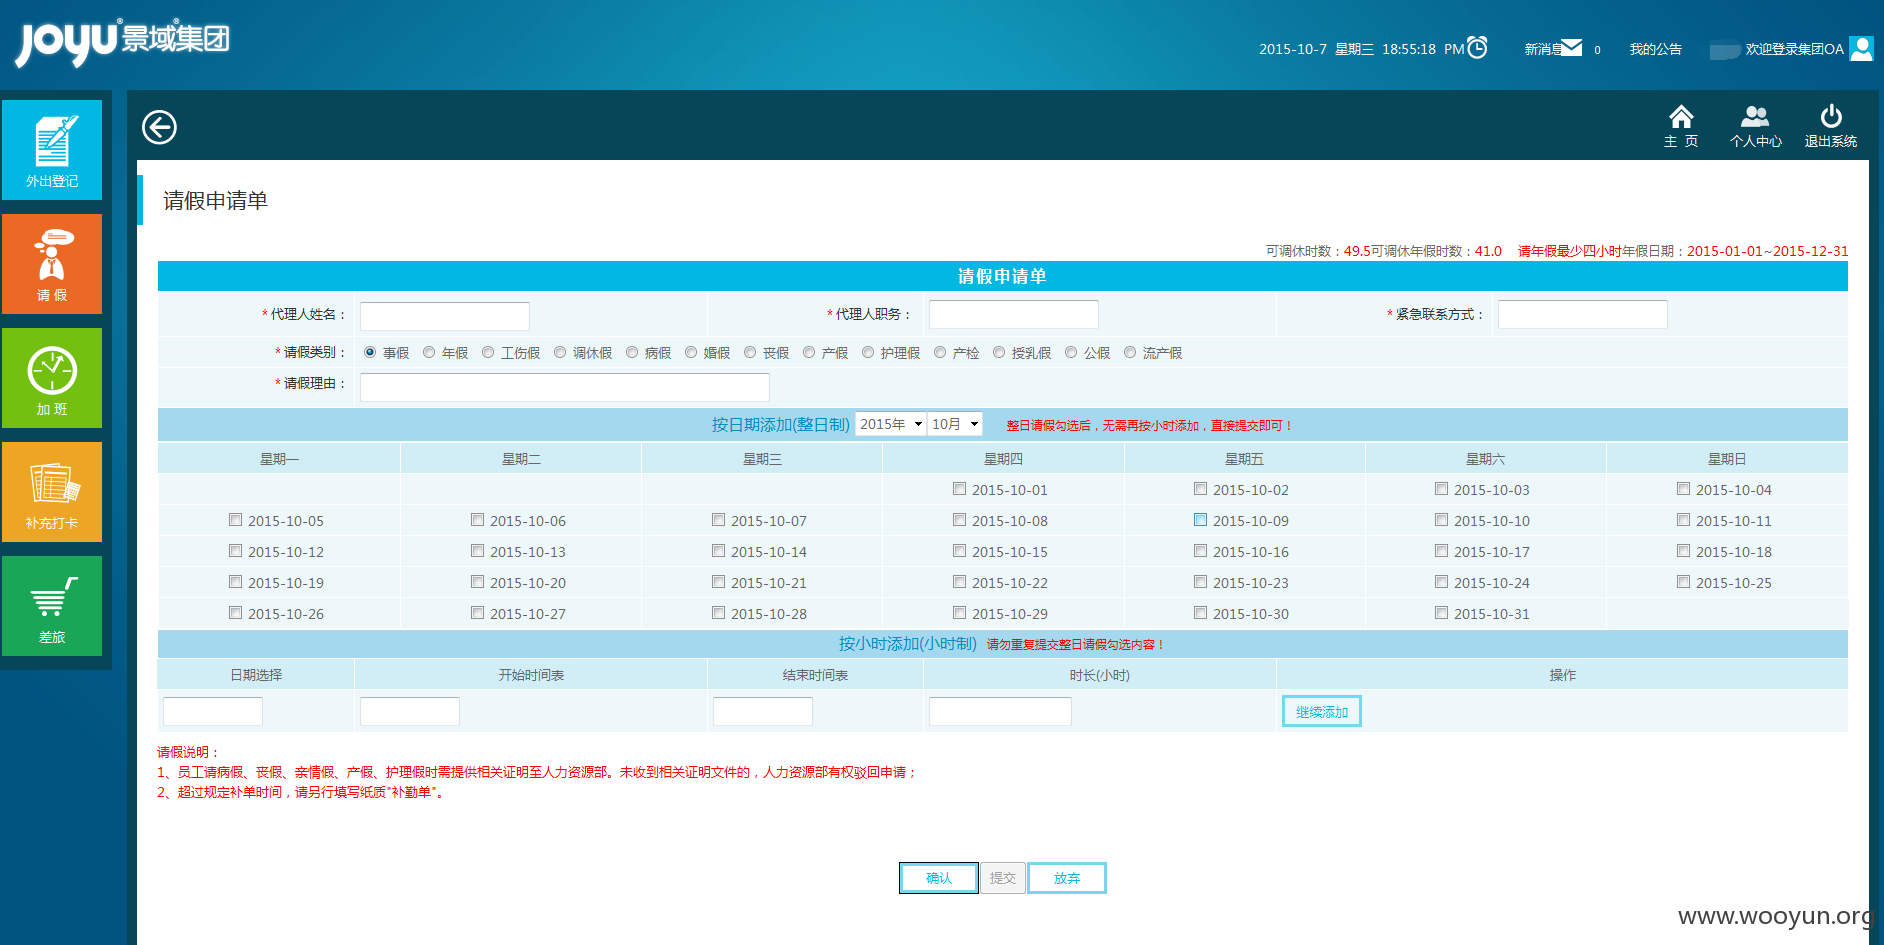 JOYU景域集团
2015-10-7 星期三 18:55:18 PM 新消息 0 我的公告 欢迎登录集团OA
主 页 个人中心 退出系统
外出登记
请 假
加 班
补充打卡
差旅
请假申请单
可调休时数：49.5可调休年假时数：41.0 请年假最少四小时年假日期：2015-01-01~2015-12-31
请假申请单
*代理人姓名： *代理人职务： *紧急联系方式：
*请假类别： 事假 年假 工伤假 调休假 病假 婚假 丧假 产假 护理假 产检 授乳假 公假 流产假
*请假理由：
按日期添加(整日制) 2015年 10月 整日请假勾选后，无需再按小时添加，直接提交即可！
星期一 星期二 星期三 星期四 星期五 星期六 星期日
2015-10-01 2015-10-02 2015-10-03 2015-10-04
2015-10-05 2015-10-06 2015-10-07 2015-10-08 2015-10-09 2015-10-10 2015-10-11
2015-10-12 2015-10-13 2015-10-14 2015-10-15 2015-10-16 2015-10-17 2015-10-18
2015-10-19 2015-10-20 2015-10-21 2015-10-22 2015-10-23 2015-10-24 2015-10-25
2015-10-26 2015-10-27 2015-10-28 2015-10-29 2015-10-30 2015-10-31
按小时添加(小时制) 请勿重复提交整日请假勾选内容！
日期选择 开始时间表 结束时间表 时长(小时) 操作
继续添加
请假说明：
1、员工请病假、丧假、亲情假、产假、护理假时需提供相关证明至人力资源部。未收到相关证明文件的，人力资源部有权驳回申请；
2、超过规定补单时间，请另行填写纸质"补勤单"。
确认 提交 放弃
www.wooyun.org